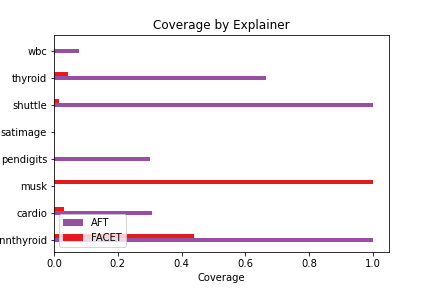 Coverage by Explainer
wbc
thyroid
shuttle
satimage
pendigits
musk
cardio
nnthyroid
AFT
FACET
0.0 0.2 0.4 0.6 0.8 1.0
Coverage